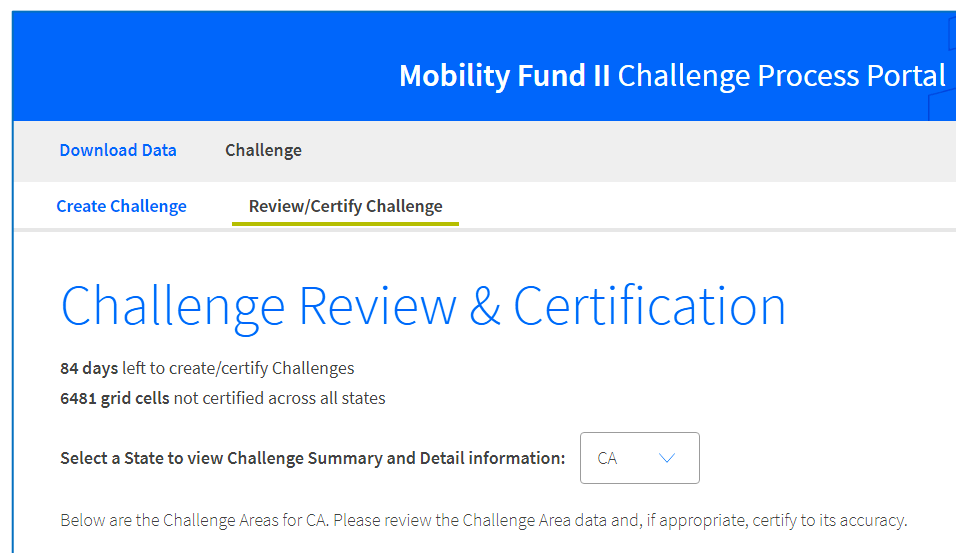 Mobility Fund II Challenge Process Portal
Download Data Challenge
Create Challenge Review/Certify Challenge
Challenge Review & Certification
84 days left to create/certify Challenges
6481 grid cells not certified across all states
Select a State to view Challenge Summary and Detail information: CA
Below are the Challenge Areas for CA. Please review the Challenge Area data and, if appropriate, certify to its accuracy.